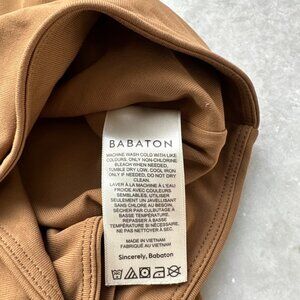 BABATON
MACHINE WASH COLD WITH LIKE
COLOURS, ONLY NON-CHLORINE
BLEACH WHEN NEEDED.
TUMBLE DRY LOW. COOL IRON
ONLY IF NEEDED. DO NOT DRY
CLEAN.
LAVER À LA MACHINE À L'EAU
FROIDE AVEC COULEURS
SEMBLABLES, UTILISER
SEULEMENT UN JAVELLISANT
SANS CHLORE AU BESOIN.
SÉCHER PAR CULBUTAGE À
BASSE TEMPÉRATURE.
REPASSER À BASSE
TEMPÉRATURE AU BESOIN.
NE PAS NETTOYER À SEC.
MADE IN VIETNAM
FABRIQUÉ AU VIETNAM
Sincerely, Babaton